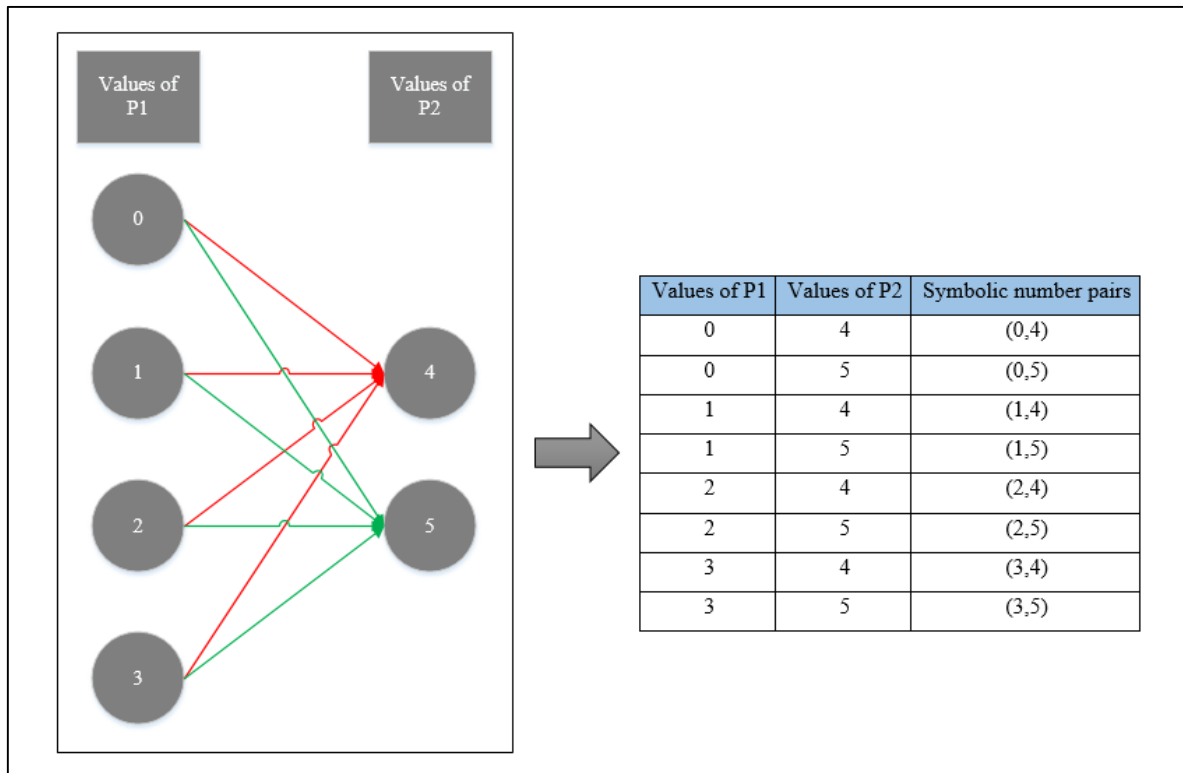 Values of
P1
Values of
P2
0
1
2
3
4
5
Values of P1 Values of P2 Symbolic number pairs
0 4 (0,4)
0 5 (0,5)
1 4 (1,4)
1 5 (1,5)
2 4 (2,4)
2 5 (2,5)
3 4 (3,4)
3 5 (3,5)